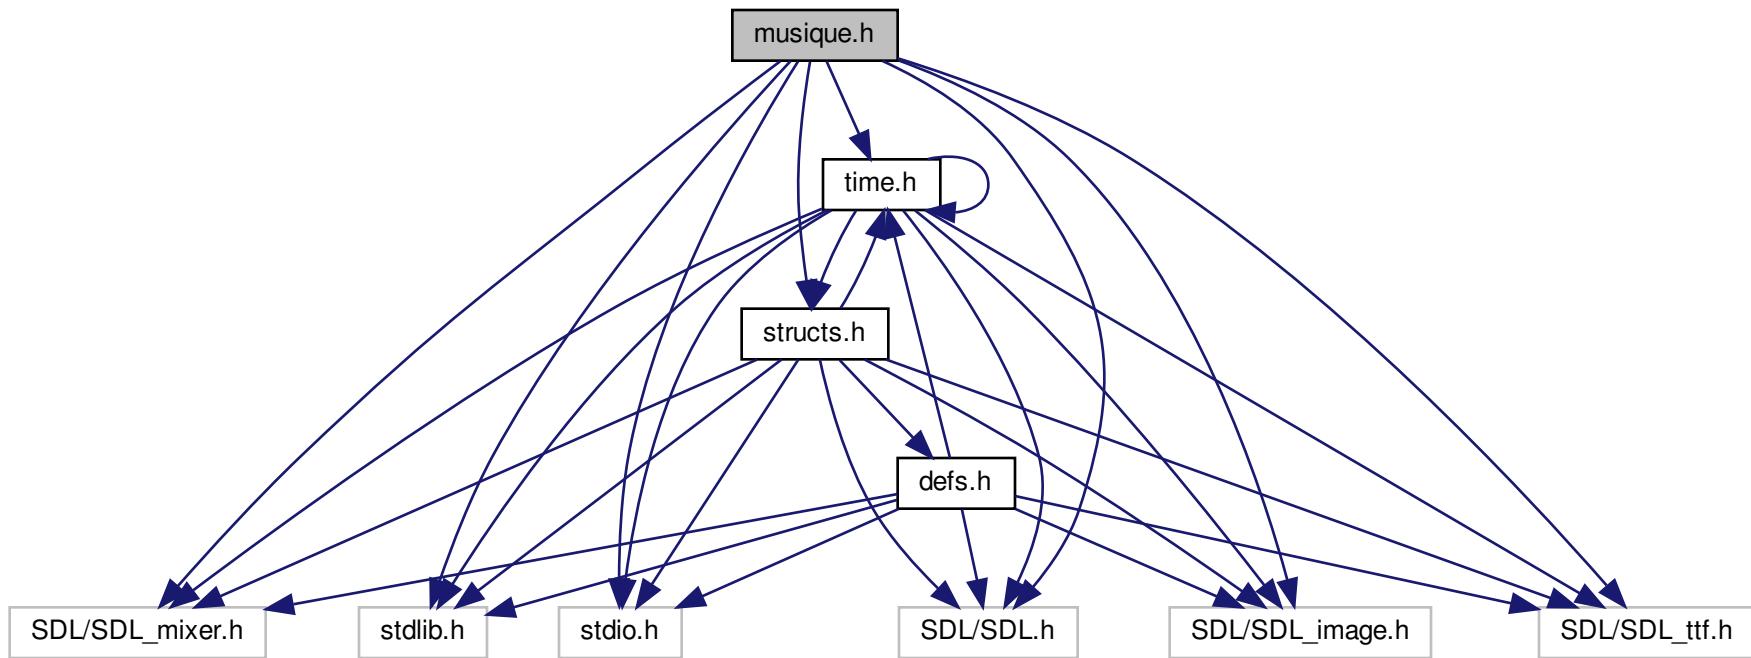 musique.h
time.h
structs.h
defs.h
SDL/SDL_mixer.h
stdlib.h
stdio.h
SDL/SDL.h
SDL/SDL_image.h
SDL/SDL_ttf.h